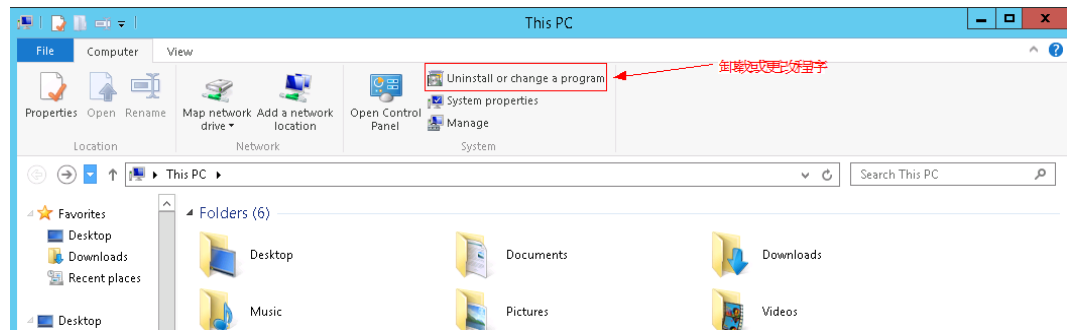 This PC
File Computer View
Uninstall or change a program
卸载或更改程序
System properties
Manage
Properties Open Rename
Map network drive
Add a network location
Open Control Panel
Location Network System
This PC
Search This PC
Favorites
Desktop
Downloads
Recent places
Desktop
Folders (6)
Desktop Documents Downloads
Music Pictures Videos